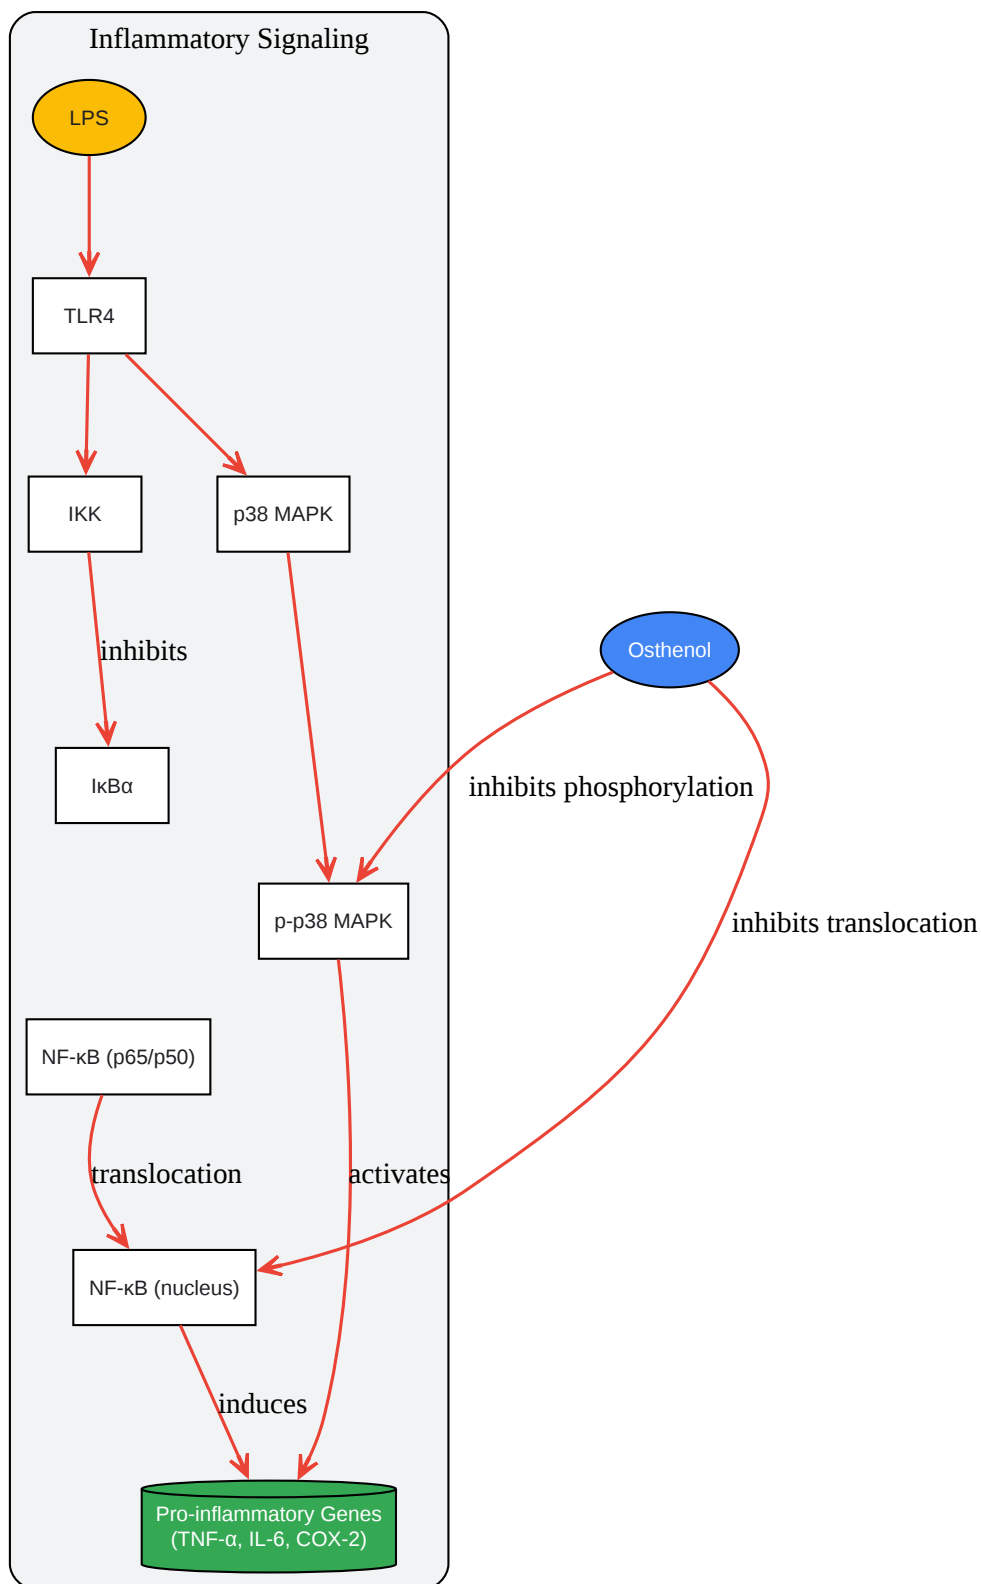 Inflammatory Signaling
LPS
TLR4
IKK
p38 MAPK
inhibits
Osthenol
IκBα
inhibits phosphorylation
p-p38 MAPK
inhibits translocation
NF-κB (p65/p50)
translocation
activates
NF-κB (nucleus)
induces
Pro-inflammatory Genes
(TNF-α, IL-6, COX-2)